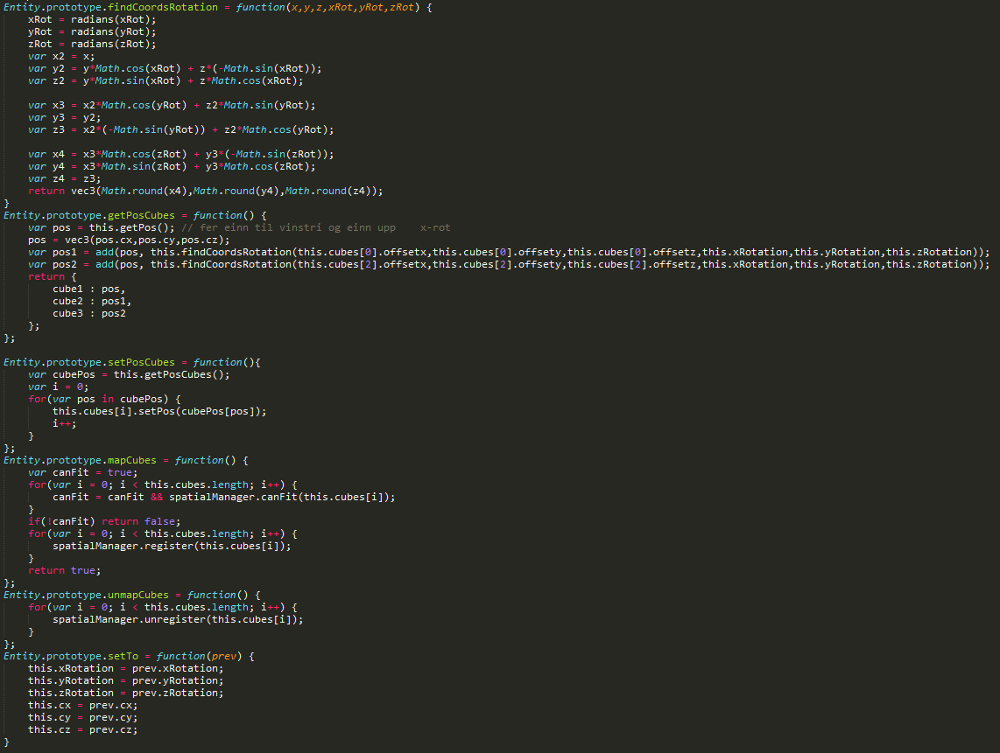 Entity.prototype.findCoordsRotation = function(x,y,z,xRot,yRot,zRot) {
    xRot = radians(xRot);
    yRot = radians(yRot);
    zRot = radians(zRot);
    var x2 = x;
    var y2 = y*Math.cos(xRot) + z*(-Math.sin(xRot));
    var z2 = y*Math.sin(xRot) + z*Math.cos(xRot);

    var x3 = x2*Math.cos(yRot) + z2*Math.sin(yRot);
    var y3 = y2;
    var z3 = x2*(-Math.sin(yRot)) + z2*Math.cos(yRot);

    var x4 = x3*Math.cos(zRot) + y3*(-Math.sin(zRot));
    var y4 = x3*Math.sin(zRot) + y3*Math.cos(zRot);
    var z4 = z3;
    return vec3(Math.round(x4),Math.round(y4),Math.round(z4));
}
Entity.prototype.getPosCubes = function() {
    var pos = this.getPos(); // fer einn til vinstri og einn upp    x-rot
    pos = vec3(pos.cx,pos.cy,pos.cz);
    var pos1 = add(pos, this.findCoordsRotation(this.cubes[0].offsetx,this.cubes[0].offsety,this.cubes[0].offsetz,this.xRotation,this.yRotation,this.zRotation));
    var pos2 = add(pos, this.findCoordsRotation(this.cubes[2].offsetx,this.cubes[2].offsety,this.cubes[2].offsetz,this.xRotation,this.yRotation,this.zRotation));
    return {
        cube1 : pos,
        cube2 : pos1,
        cube3 : pos2
    };
};

Entity.prototype.setPosCubes = function(){
    var cubePos = this.getPosCubes();
    var i = 0;
    for(var pos in cubePos) {
        this.cubes[i].setPos(cubePos[pos]);
        i++;
    }
};
Entity.prototype.mapCubes = function() {
    var canFit = true;
    for(var i = 0; i < this.cubes.length; i++) {
        canFit = canFit && spatialManager.canFit(this.cubes[i]);
    }
    if(!canFit) return false;
    for(var i = 0; i < this.cubes.length; i++) {
        spatialManager.register(this.cubes[i]);
    }
    return true;
};
Entity.prototype.unmapCubes = function() {
    for(var i = 0; i < this.cubes.length; i++) {
        spatialManager.unregister(this.cubes[i]);
    }
};
Entity.prototype.setTo = function(prev) {
    this.xRotation = prev.xRotation;
    this.yRotation = prev.yRotation;
    this.zRotation = prev.zRotation;
    this.cx = prev.cx;
    this.cy = prev.cy;
    this.cz = prev.cz;
}